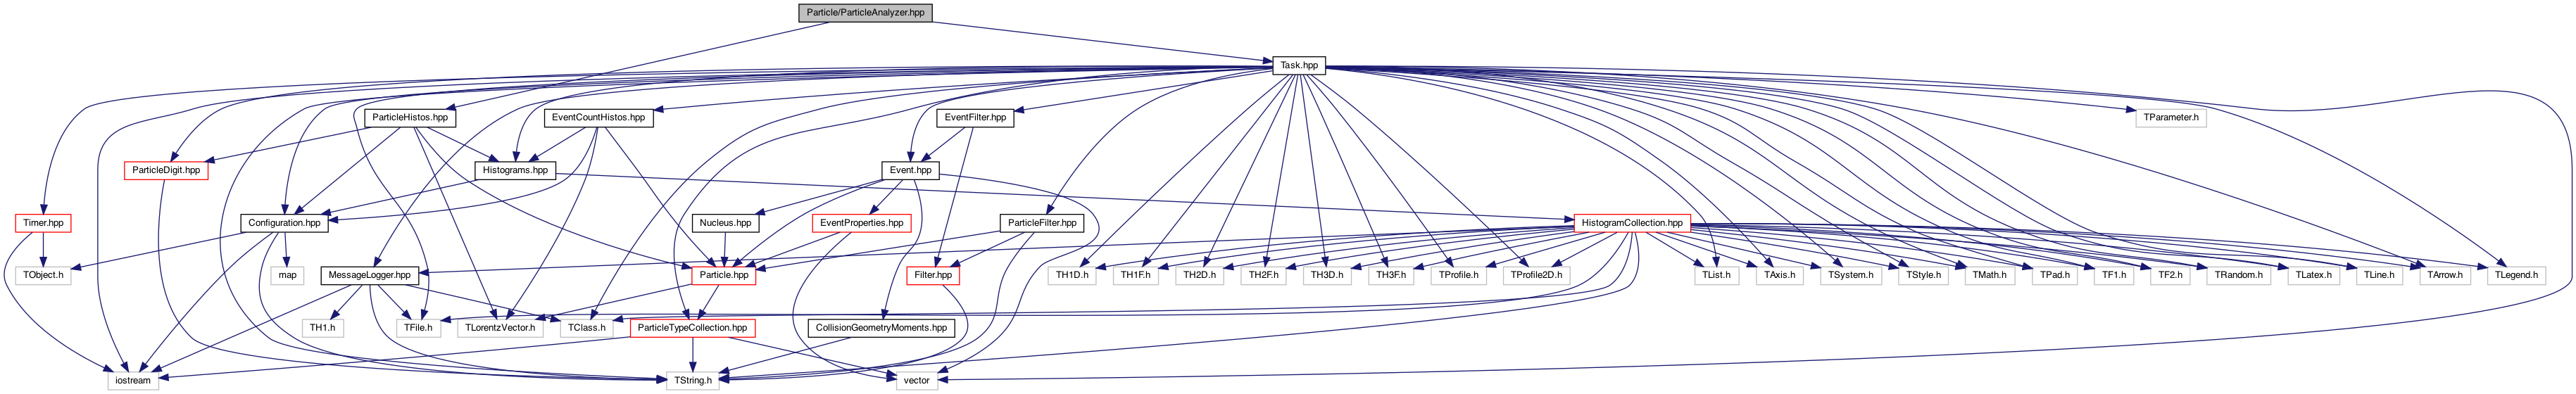 Particle/ParticleAnalyzer.hpp
Task.hpp
ParticleHistos.hpp
EventCountHistos.hpp
EventFilter.hpp
TParameter.h
ParticleDigit.hpp
Histograms.hpp
Event.hpp
Timer.hpp
Configuration.hpp
Nucleus.hpp
EventProperties.hpp
ParticleFilter.hpp
HistogramCollection.hpp
TObject.h
map
MessageLogger.hpp
Particle.hpp
Filter.hpp
TH1D.h
TH1F.h
TH2D.h
TH2F.h
TH3D.h
TH3F.h
TProfile.h
TProfile2D.h
TList.h
TAxis.h
TSystem.h
TStyle.h
TMath.h
TPad.h
TF1.h
TF2.h
TRandom.h
TLatex.h
TLine.h
TArrow.h
TLegend.h
TH1.h
TFile.h
TLorentzVector.h
TClass.h
ParticleTypeCollection.hpp
CollisionGeometryMoments.hpp
iostream
TString.h
vector